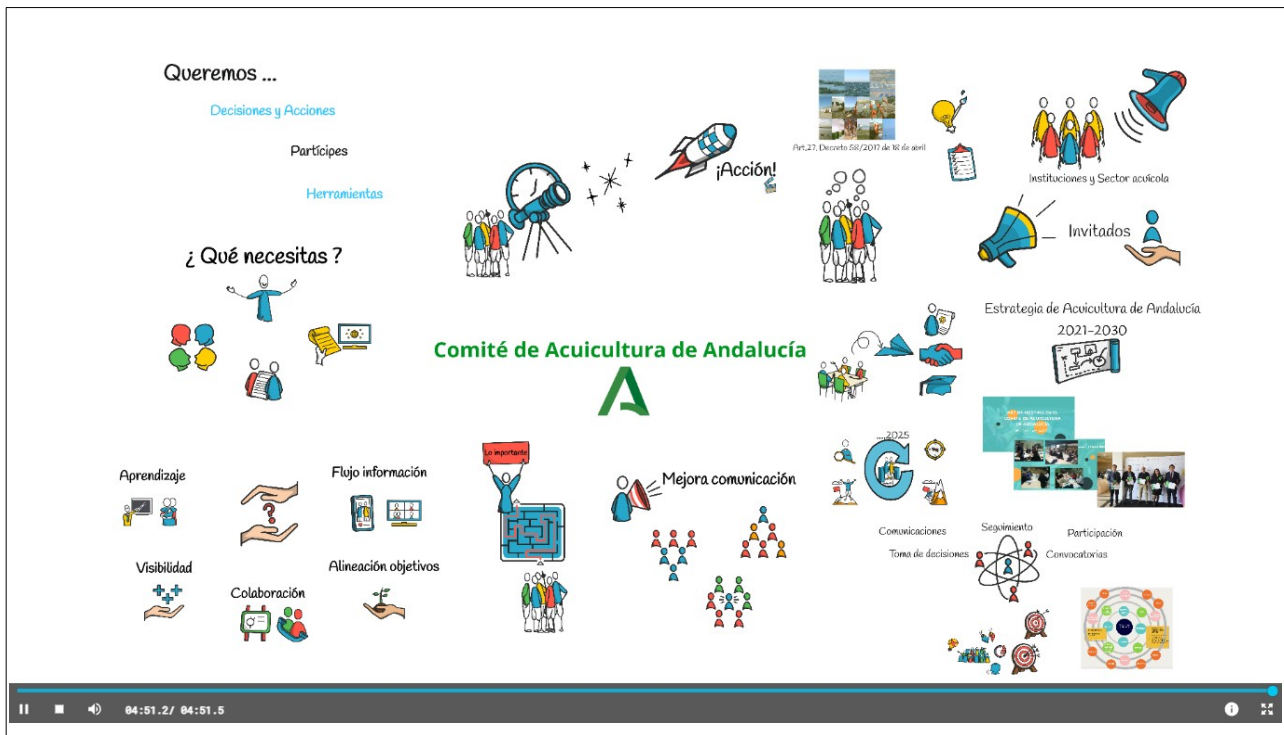 Queremos ...
Decisiones y Acciones
Partícipes
Herramientas
¿ Qué necesitas ?
¡Acción!
Art.27. Decreto 58/2017 de 18 de abril
Instituciones y Sector acuícola
Invitados
Comité de Acuicultura de Andalucía
Estrategia de Acuicultura de Andalucía
2021-2030
Aprendizaje
Flujo información
Visibilidad
Colaboración
Alineación objetivos
Lo importante
Mejora comunicación
....2025
Comunicaciones
Seguimiento
Participación
Toma de decisiones
Convocatorias
04:51.2/ 04:51.5